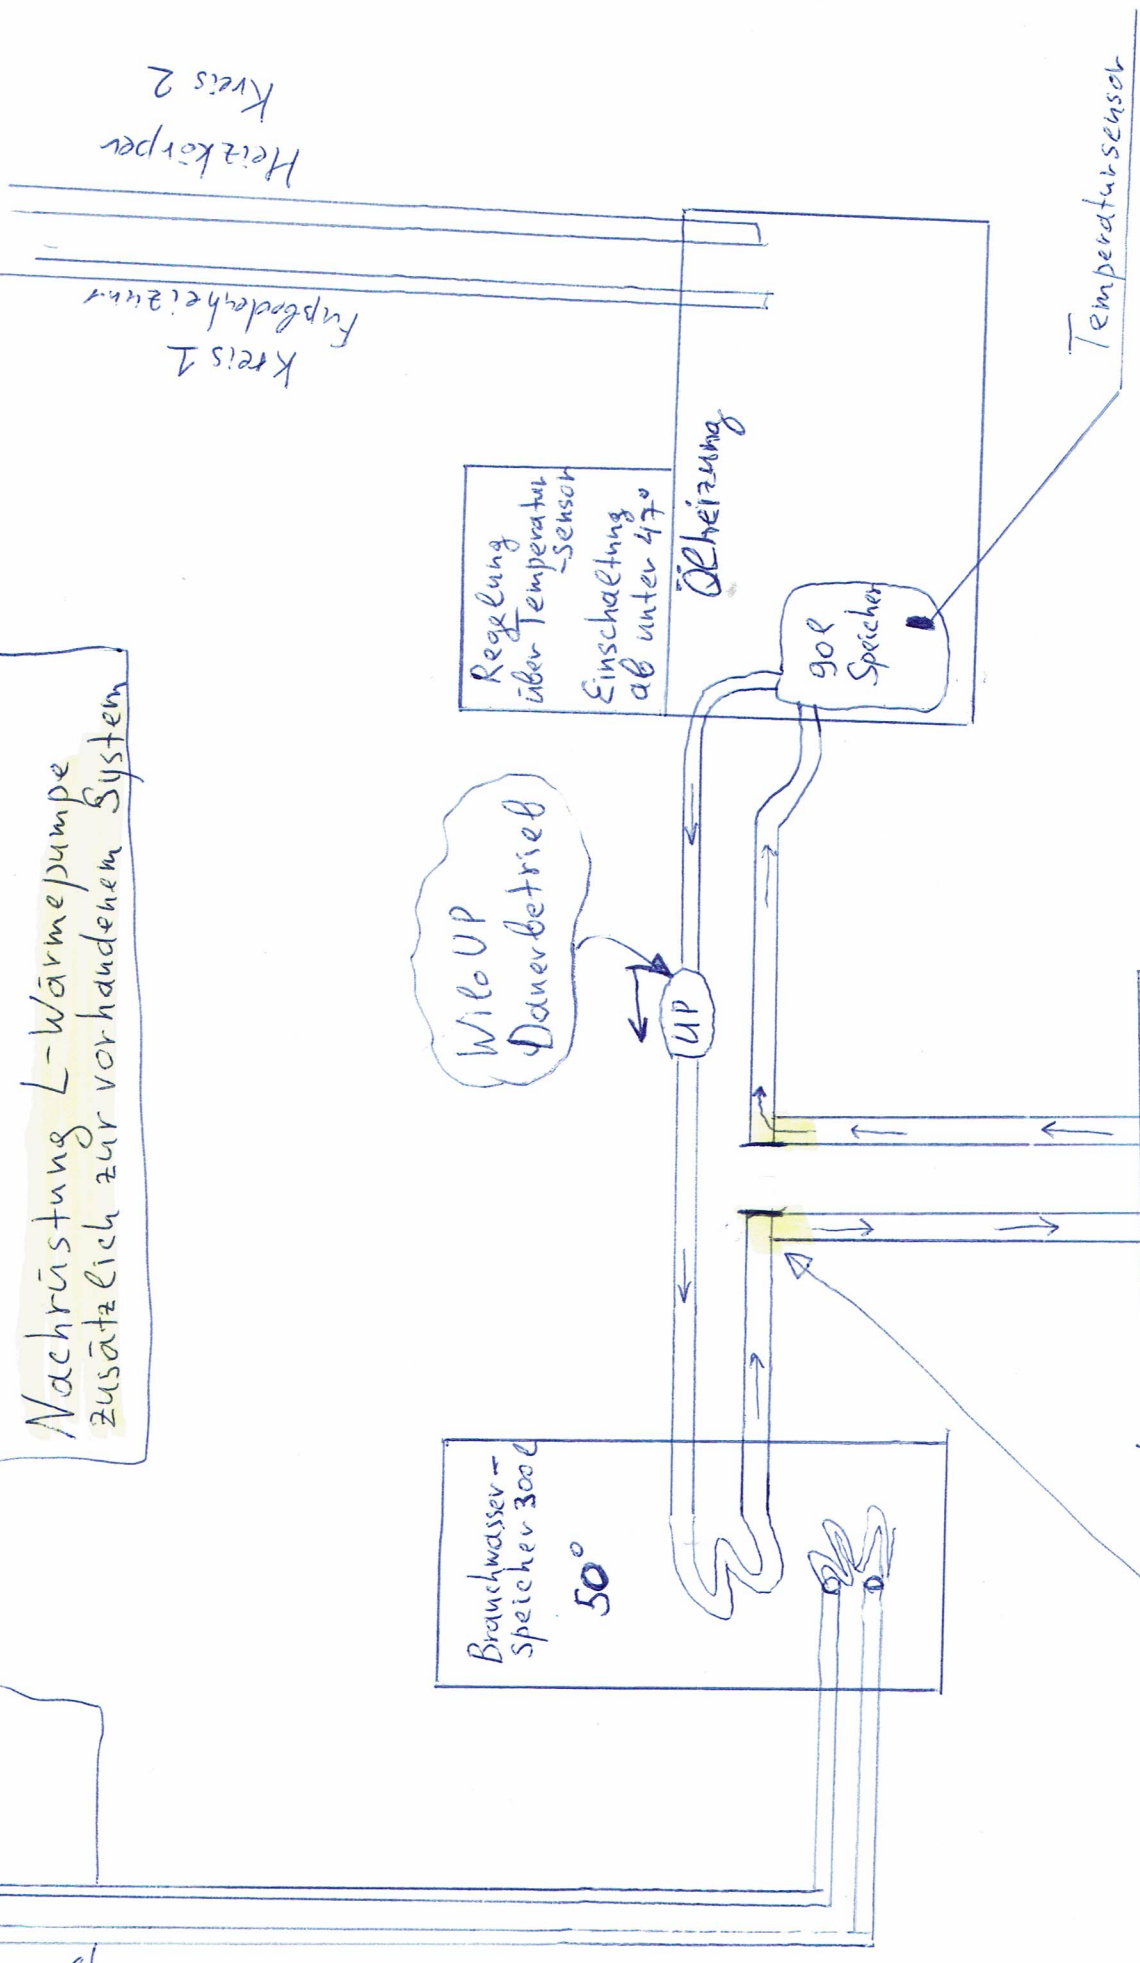 Nachrüstung L-Wärmepumpe
zusätzlich zur vorhandenem System
Kreis 2
Heizkörper
Kreis 1
Fußbodenheizung
Regelung
über Temperatur
-sensor
Einschaltung
ab unter 47°
Ölheizung
90l
Speicher
Temperatursensor
Wilo UP
Dauerbetrieb
UP
Brauchwasser-
speicher 300l
50°